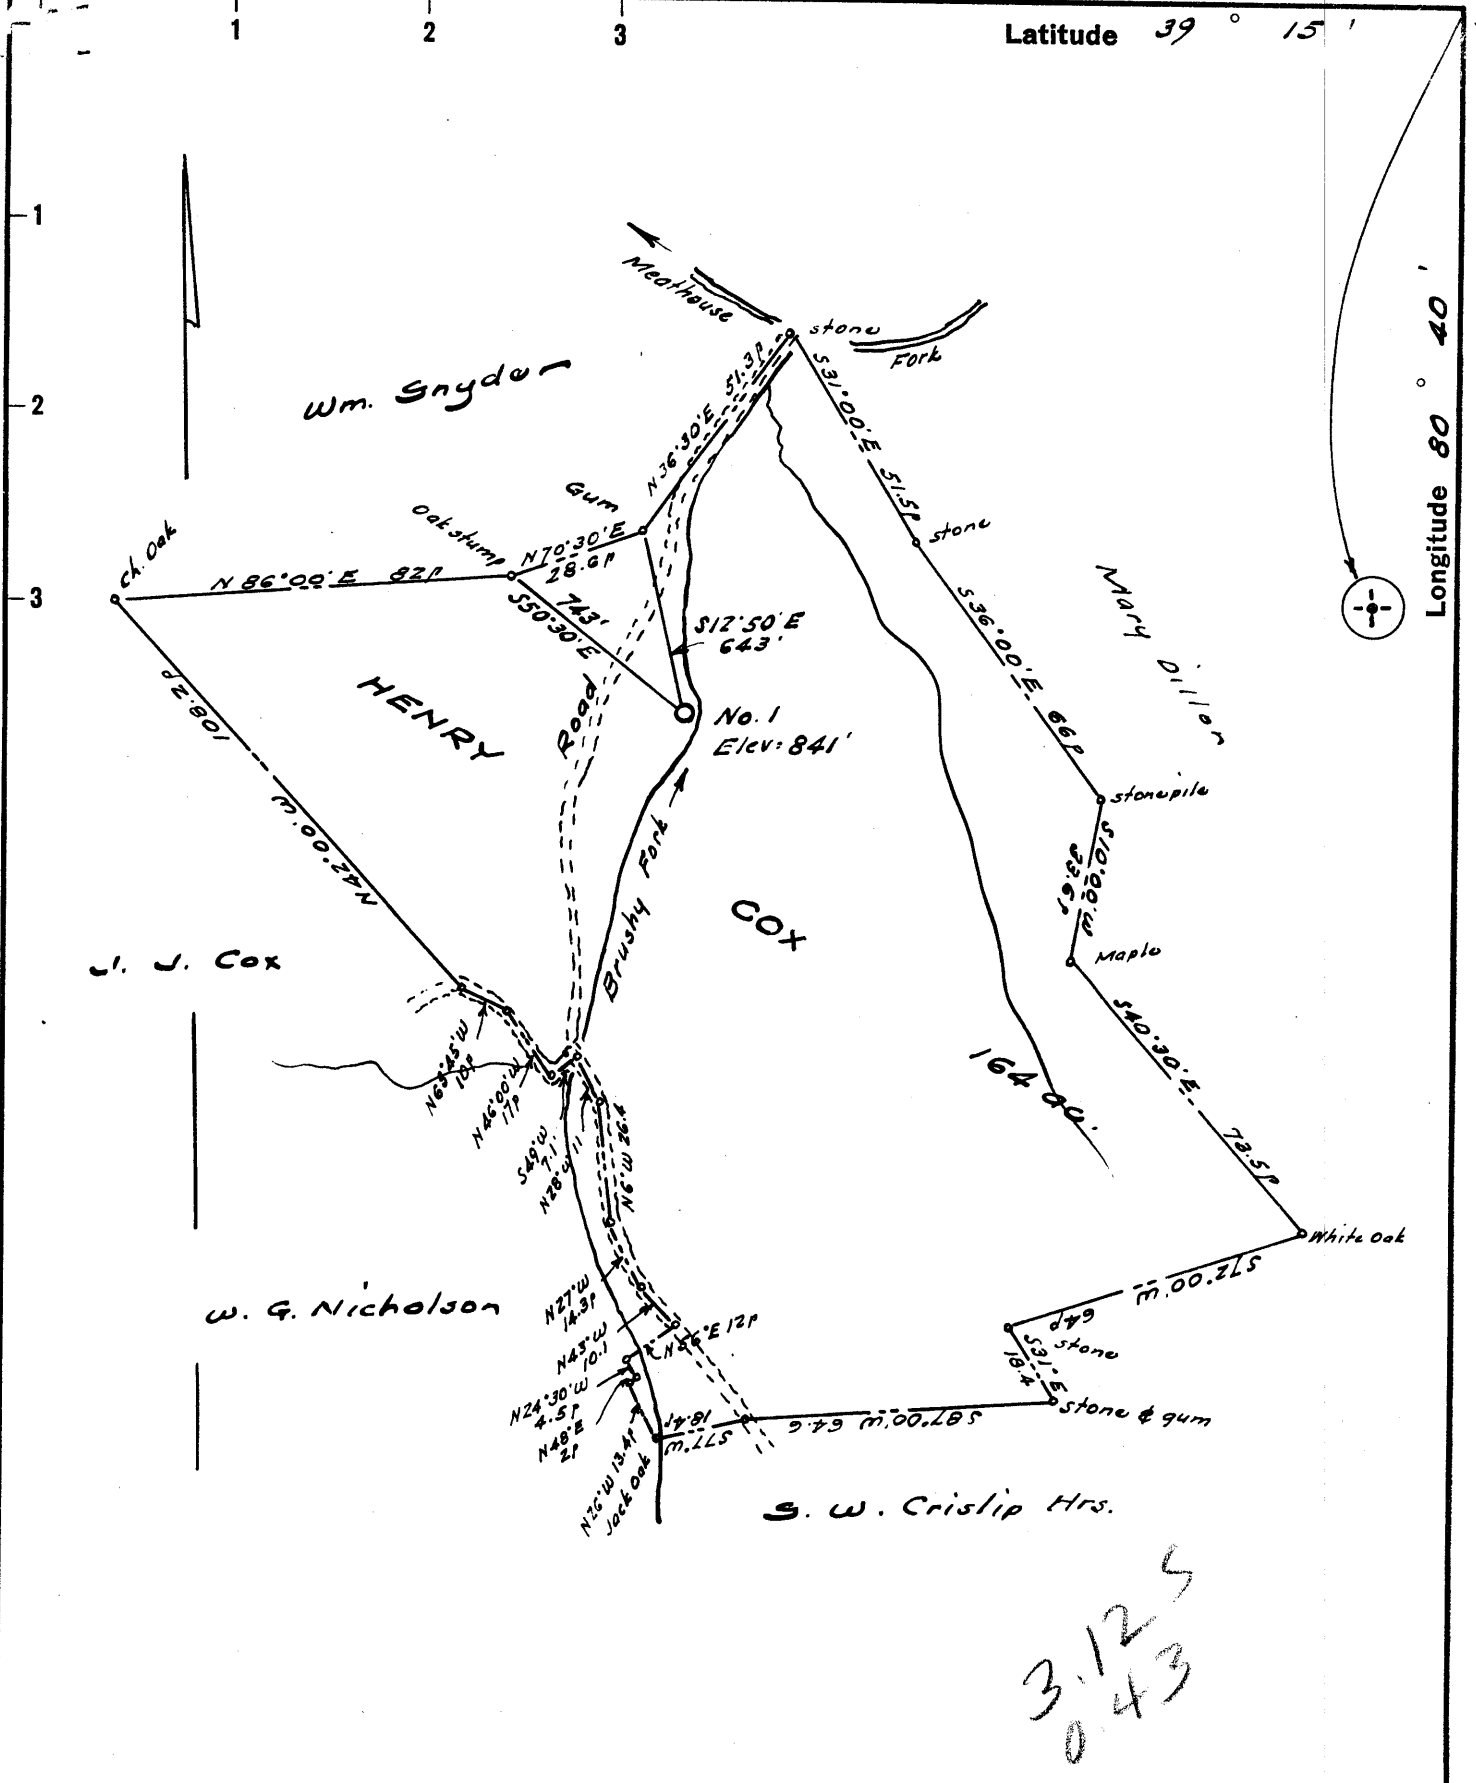 1 2 3
Latitude 39 ° 15 '
1
2
3
Longitude 80 ° 40 '
Meathouse
stone
Fork
Wm. Snyder
N 36°30'E 51.3P
S31°00'E 51.5P
Gum
Oak stump
Ch. Oak
N 86°00'E 82P
N70°30'E
28.6P
stone
743'
S50°30'E
S12°50'E
643'
S36°00'E 66P
Mary Dillon
HENRY
Road
No. 1
Elev: 841'
N42°00'W 108.2P
stonepile
S10°00'W
33.6P
Brushy Fork
COX
Maple
J. J. Cox
S40°30'E 73.5P
164 ac.
N63°45'W
10P
N46°00'W
17P
S49°W
7.1'
N28°W 11
N6°W 26.4
White Oak
S72°00'W
64P
W. G. Nicholson
N27°W
14.3P
N43°W
10.1
N56°E 12P
stone
S31°E
18.4
N24°30'W
4.5P
N48°E
2P
N26°W 13.4P
Jack Oak
S77°W
18.4P
S87°00'W 64.6
Stone & gum
S. W. Crislip Hrs.
3.12 S
0.43